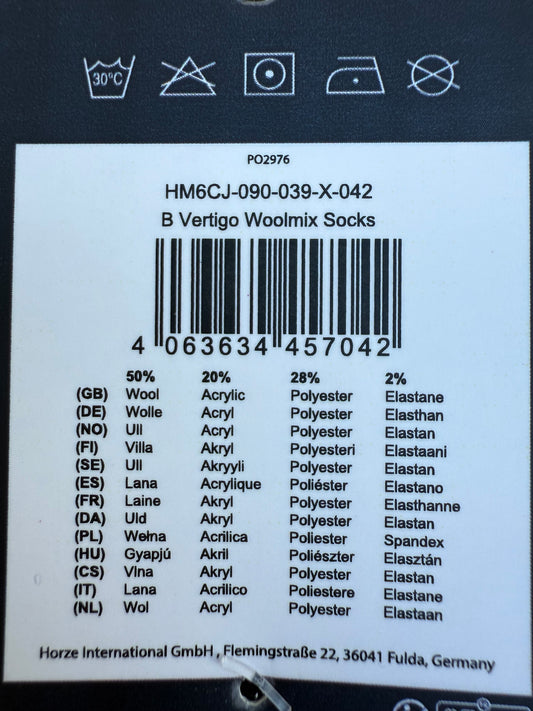 30°C
PO2976
HM6CJ-090-039-X-042
B Vertigo Woolmix Socks
4 063634 457042
50% 20% 28% 2%
(GB) Wool Acrylic Polyester Elastane
(DE) Wolle Acryl Polyester Elasthan
(NO) Ull Acryl Polyester Elastan
(FI) Villa Akryl Polyesteri Elastaani
(SE) Ull Akryyli Polyester Elastan
(ES) Lana Acrylique Poliéster Elastano
(FR) Laine Akryl Polyester Elasthanne
(DA) Uld Akryl Polyester Elastan
(PL) Wełna Acrilica Poliester Spandex
(HU) Gyapjú Akril Poliészter Elasztán
(CS) Vlna Akryl Polyester Elastan
(IT) Lana Acrilico Poliestere Elastane
(NL) Wol Acryl Polyester Elastaan
Horze International GmbH, Flemingstraße 22, 36041 Fulda, Germany